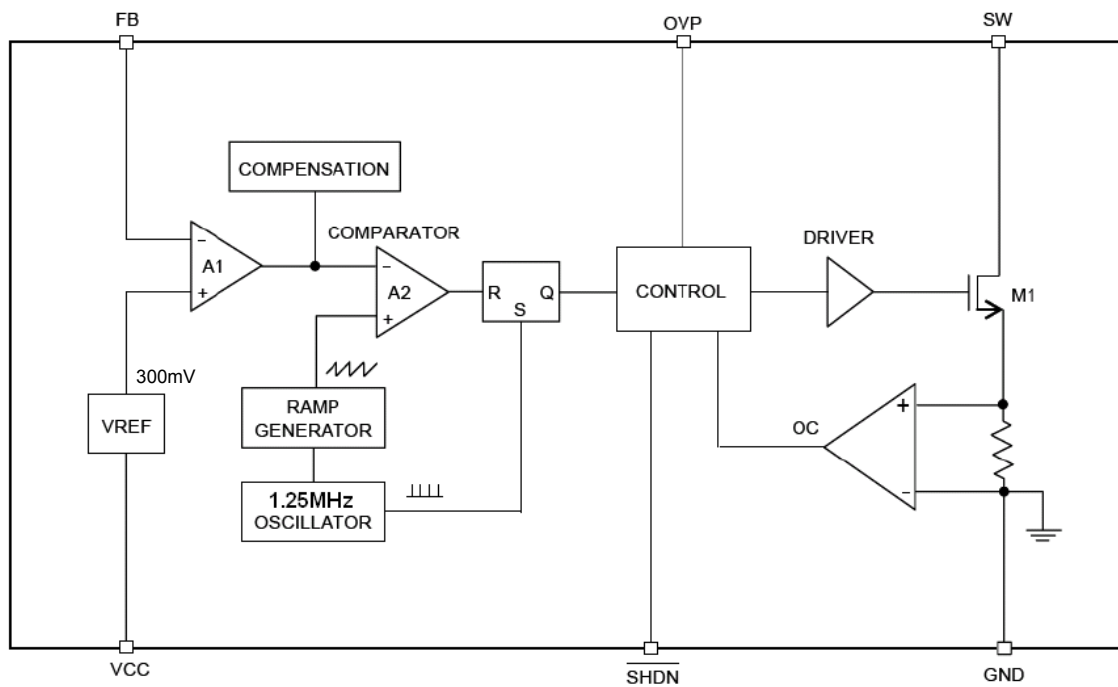 FB
OVP
SW
COMPENSATION
COMPARATOR
DRIVER
−
A1
+
−
A2
+
R
S
Q
CONTROL
M1
300mV
VREF
RAMP
GENERATOR
OC
+
−
1.25MHz
OSCILLATOR
VCC
SHDN
GND